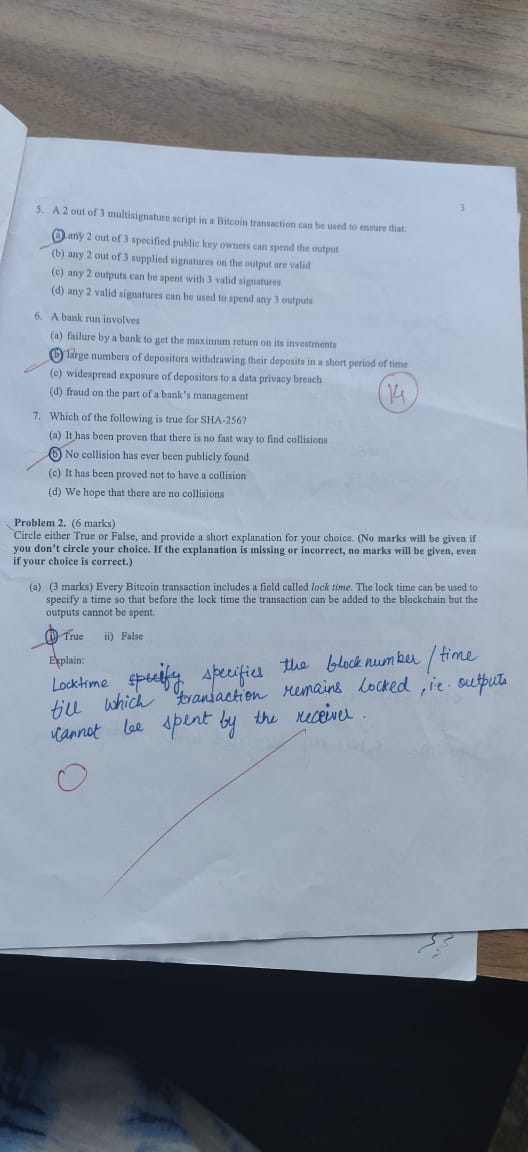 3
5. A 2 out of 3 multisignature script in a Bitcoin transaction can be used to ensure that:
(a) any 2 out of 3 specified public key owners can spend the output
(b) any 2 out of 3 supplied signatures on the output are valid
(c) any 2 outputs can be spent with 3 valid signatures
(d) any 2 valid signatures can be used to spend any 3 outputs
6. A bank run involves
(a) failure by a bank to get the maximum return on its investments
(b) large numbers of depositors withdrawing their deposits in a short period of time
(c) widespread exposure of depositors to a data privacy breach
(d) fraud on the part of a bank's management
14
7. Which of the following is true for SHA-256?
(a) It has been proven that there is no fast way to find collisions
(b) No collision has ever been publicly found
(c) It has been proved not to have a collision
(d) We hope that there are no collisions
Problem 2. (6 marks)
Circle either True or False, and provide a short explanation for your choice. (No marks will be given if
you don't circle your choice. If the explanation is missing or incorrect, no marks will be given, even
if your choice is correct.)
(a) (3 marks) Every Bitcoin transaction includes a field called lock time. The lock time can be used to
specify a time so that before the lock time the transaction can be added to the blockchain but the
outputs cannot be spent.
i) True ii) False
Explain:
Locktime specify specifies the block number / time
till which transaction remains locked , i.e. outputs
cannot be spent by the receiver .
0